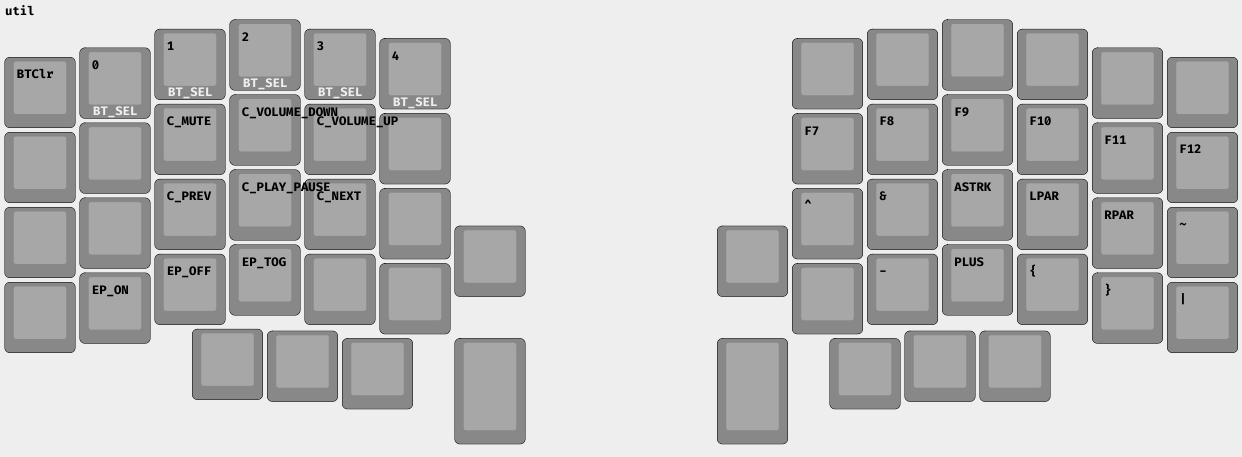 util
BTClr
0
BT_SEL
1
BT_SEL
2
BT_SEL
3
BT_SEL
4
BT_SEL
C_MUTE
C_VOLUME_DOWN
C_VOLUME_UP
F7
F8
F9
F10
F11
F12
C_PREV
C_PLAY_PAUSE
C_NEXT
^
&
ASTRK
LPAR
RPAR
~
EP_ON
EP_OFF
EP_TOG
-
PLUS
{
}
|